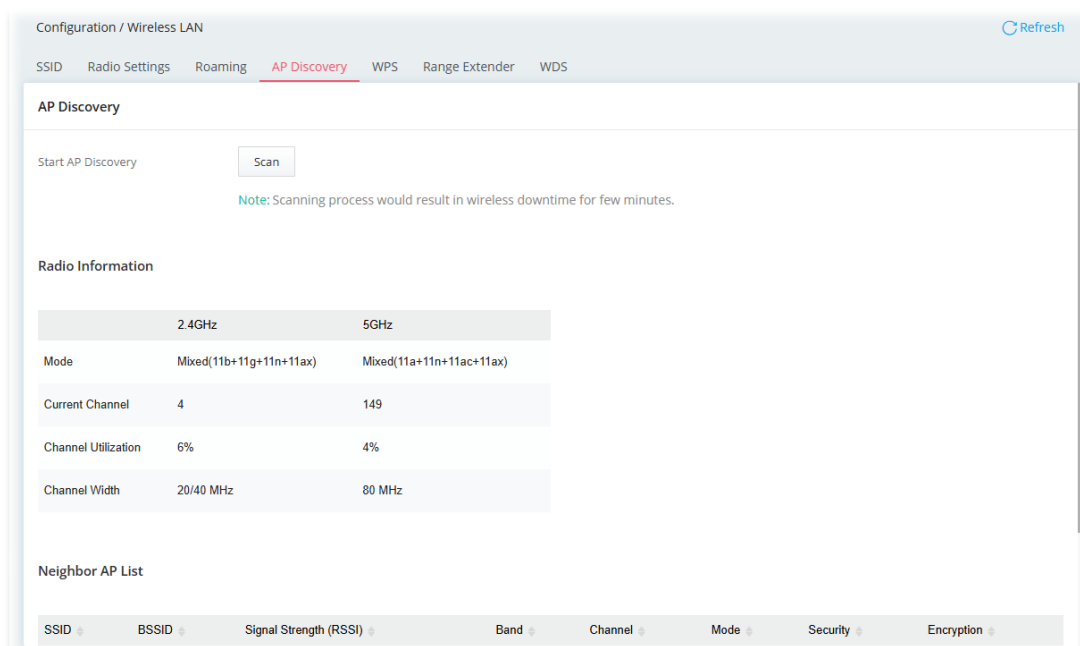 Configuration / Wireless LAN Refresh
SSID Radio Settings Roaming AP Discovery WPS Range Extender WDS
AP Discovery
Start AP Discovery Scan
Note: Scanning process would result in wireless downtime for few minutes.
Radio Information
2.4GHz 5GHz
Mode Mixed(11b+11g+11n+11ax) Mixed(11a+11n+11ac+11ax)
Current Channel 4 149
Channel Utilization 6% 4%
Channel Width 20/40 MHz 80 MHz
Neighbor AP List
SSID BSSID Signal Strength (RSSI) Band Channel Mode Security Encryption